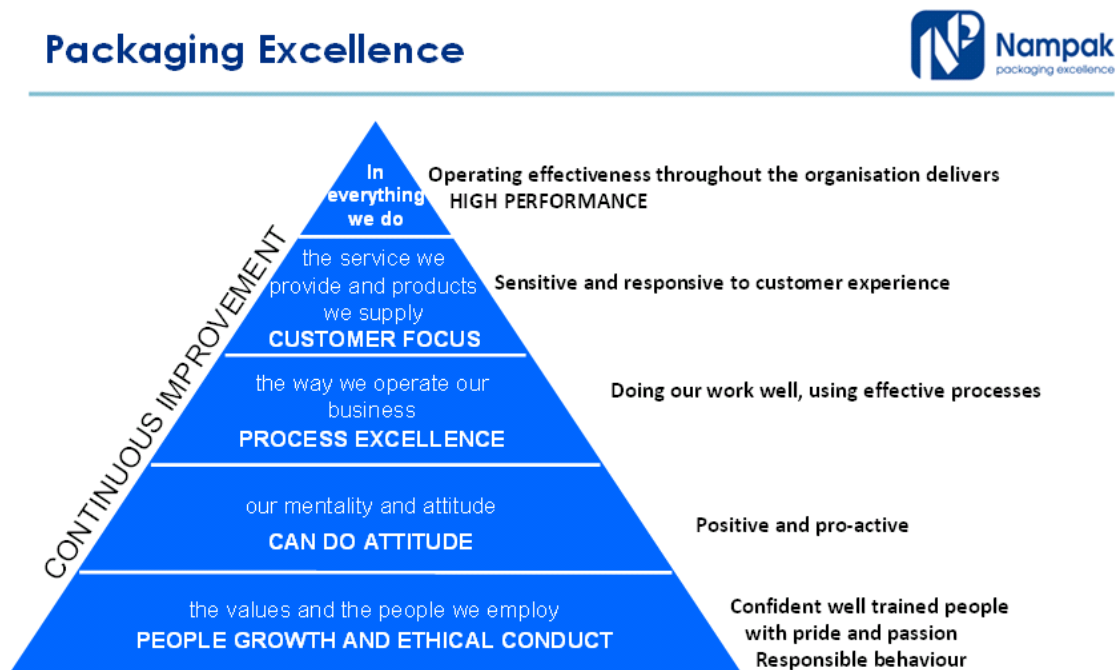 Packaging Excellence
Nampak
packaging excellence
CONTINUOUS IMPROVEMENT
In
everything
we do
Operating effectiveness throughout the organisation delivers
HIGH PERFORMANCE
the service we
provide and products
we supply
CUSTOMER FOCUS
Sensitive and responsive to customer experience
the way we operate our
business
PROCESS EXCELLENCE
Doing our work well, using effective processes
our mentality and attitude
CAN DO ATTITUDE
Positive and pro-active
the values and the people we employ
PEOPLE GROWTH AND ETHICAL CONDUCT
Confident well trained people
with pride and passion
Responsible behaviour